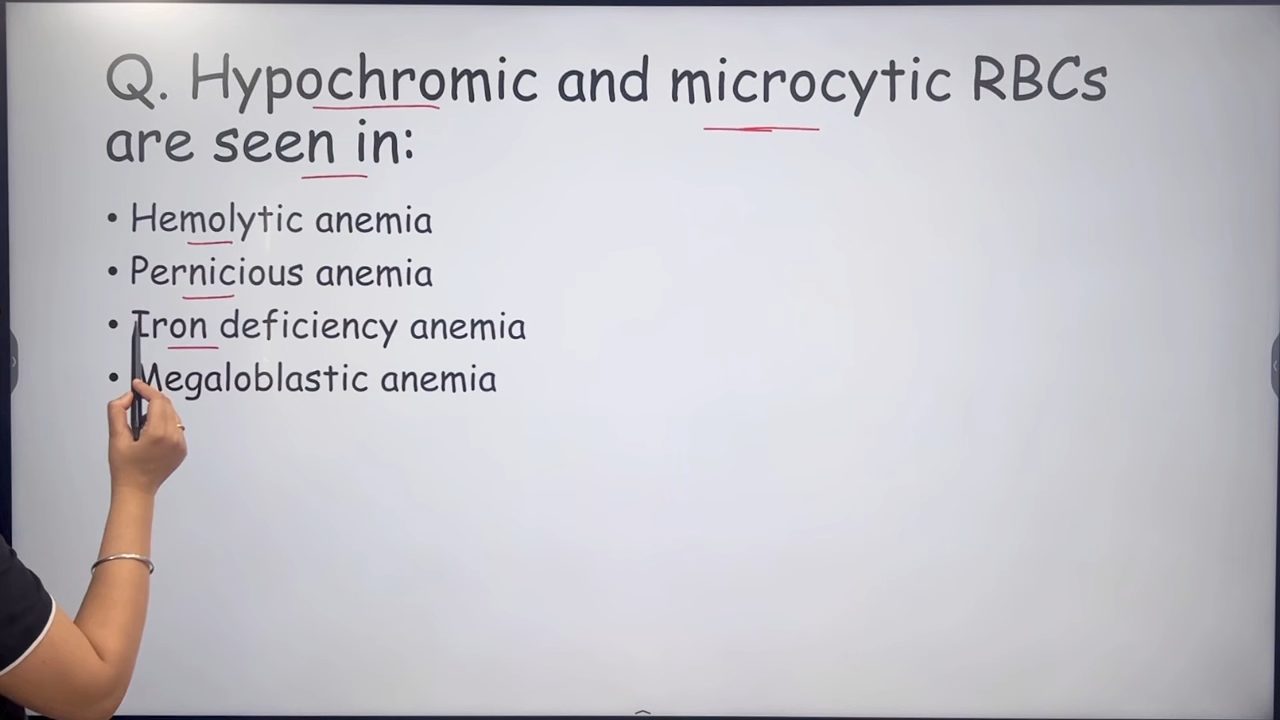 Q. Hypochromic and microcytic RBCs
are seen in:
• Hemolytic anemia
• Pernicious anemia
• Iron deficiency anemia
• Megaloblastic anemia